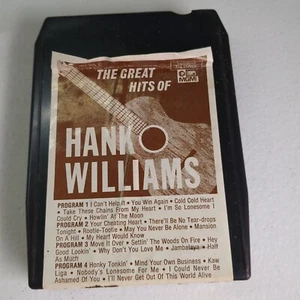 THE GREAT
HITS OF
MGM
HANK
WILLIAMS
PROGRAM 1 I Can't Help It • You Win Again • Cold Cold Heart
• Take These Chains From My Heart • I'm So Lonesome I
Could Cry • Howlin' At The Moon
PROGRAM 2 Your Cheating Heart • There'll Be No Tear-drops
Tonight • Rootie-Tootie • May You Never Be Alone • Mansion
On A Hill • My Heart Would Know
PROGRAM 3 Move It Over • Settin' The Woods On Fire • Hey
Good Lookin' • Why Don't You Love Me • Jambalaya • Half
As Much
PROGRAM 4 Honky Tonkin' • Mind Your Own Business • Kaw
Liga • Nobody's Lonesome For Me • I Could Never Be
Ashamed Of You • I'll Never Get Out Of This World Alive